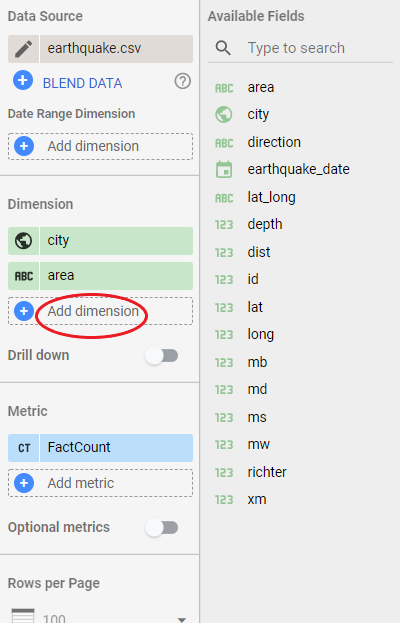 Data Source
earthquake.csv
BLEND DATA
?
Date Range Dimension
Add dimension
Dimension
city
ABC area
Add dimension
Drill down
Metric
CT FactCount
Add metric
Optional metrics
Rows per Page
100
Available Fields
Type to search
ABC area
city
ABC direction
earthquake_date
ABC lat_long
123 depth
123 dist
123 id
123 lat
123 long
123 mb
123 md
123 ms
123 mw
123 richter
123 xm